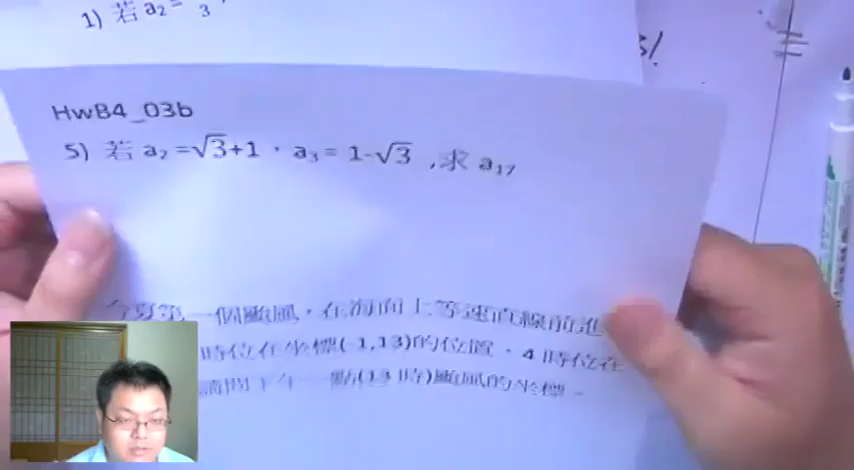 1) 若 a₂ = 3
3/
HwB4_03b
5) 若 a₂ =√3+1，a₃ = 1-√3 ,求 a₁₇
今夏第一個颱風，在海面上等速直線前進
時位在坐標(-1,13)的位置，4 時位在
請問下午一點(13 時)颱風的坐標。